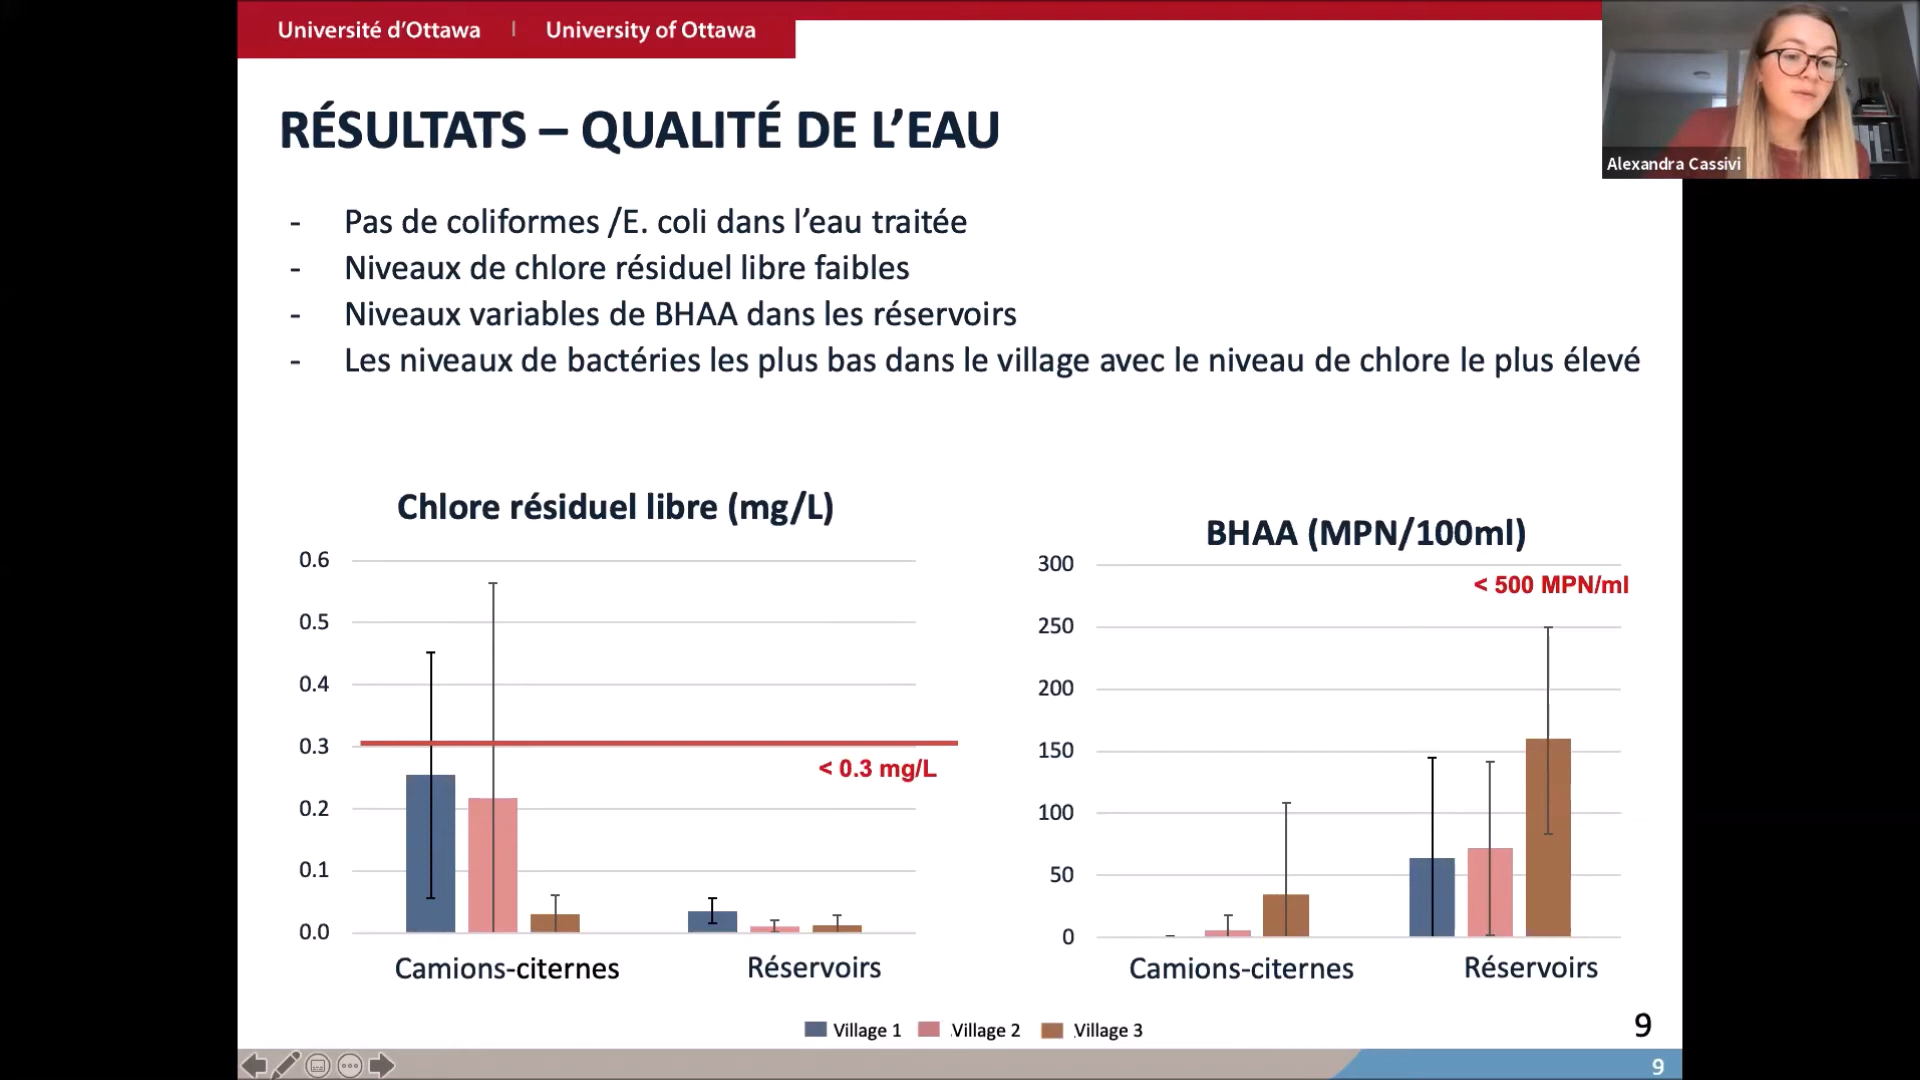 Université d'Ottawa | University of Ottawa
Alexandra Cassivi
RÉSULTATS – QUALITÉ DE L'EAU
- Pas de coliformes /E. coli dans l'eau traitée
- Niveaux de chlore résiduel libre faibles
- Niveaux variables de BHAA dans les réservoirs
- Les niveaux de bactéries les plus bas dans le village avec le niveau de chlore le plus élevé
Chlore résiduel libre (mg/L)
0.6
0.5
0.4
0.3
0.2
0.1
0.0
< 0.3 mg/L
Camions-citernes
Réservoirs
BHAA (MPN/100ml)
300
250
200
150
100
50
0
< 500 MPN/ml
Camions-citernes
Réservoirs
Village 1 Village 2 Village 3
9
9